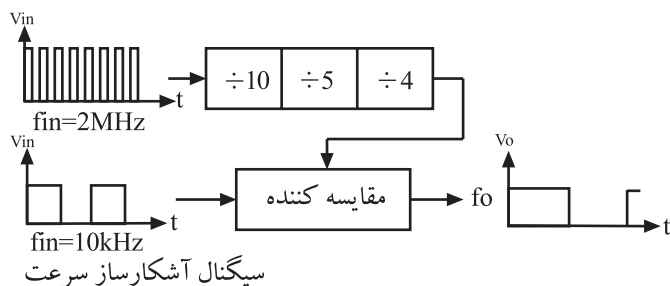 Vin
÷10 ÷5 ÷4
t
fin=2MHz
Vin
Vo
مقایسه کننده
fo
t
t
fin=10kHz
سیگنال آشکارساز سرعت